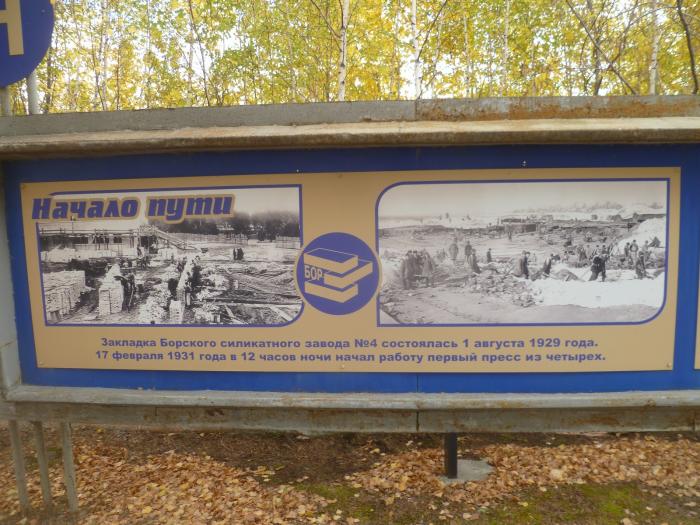 Н
Начало пути
БОР
Закладка Борского силикатного завода №4 состоялась 1 августа 1929 года.
17 февраля 1931 года в 12 часов ночи начал работу первый пресс из четырех.